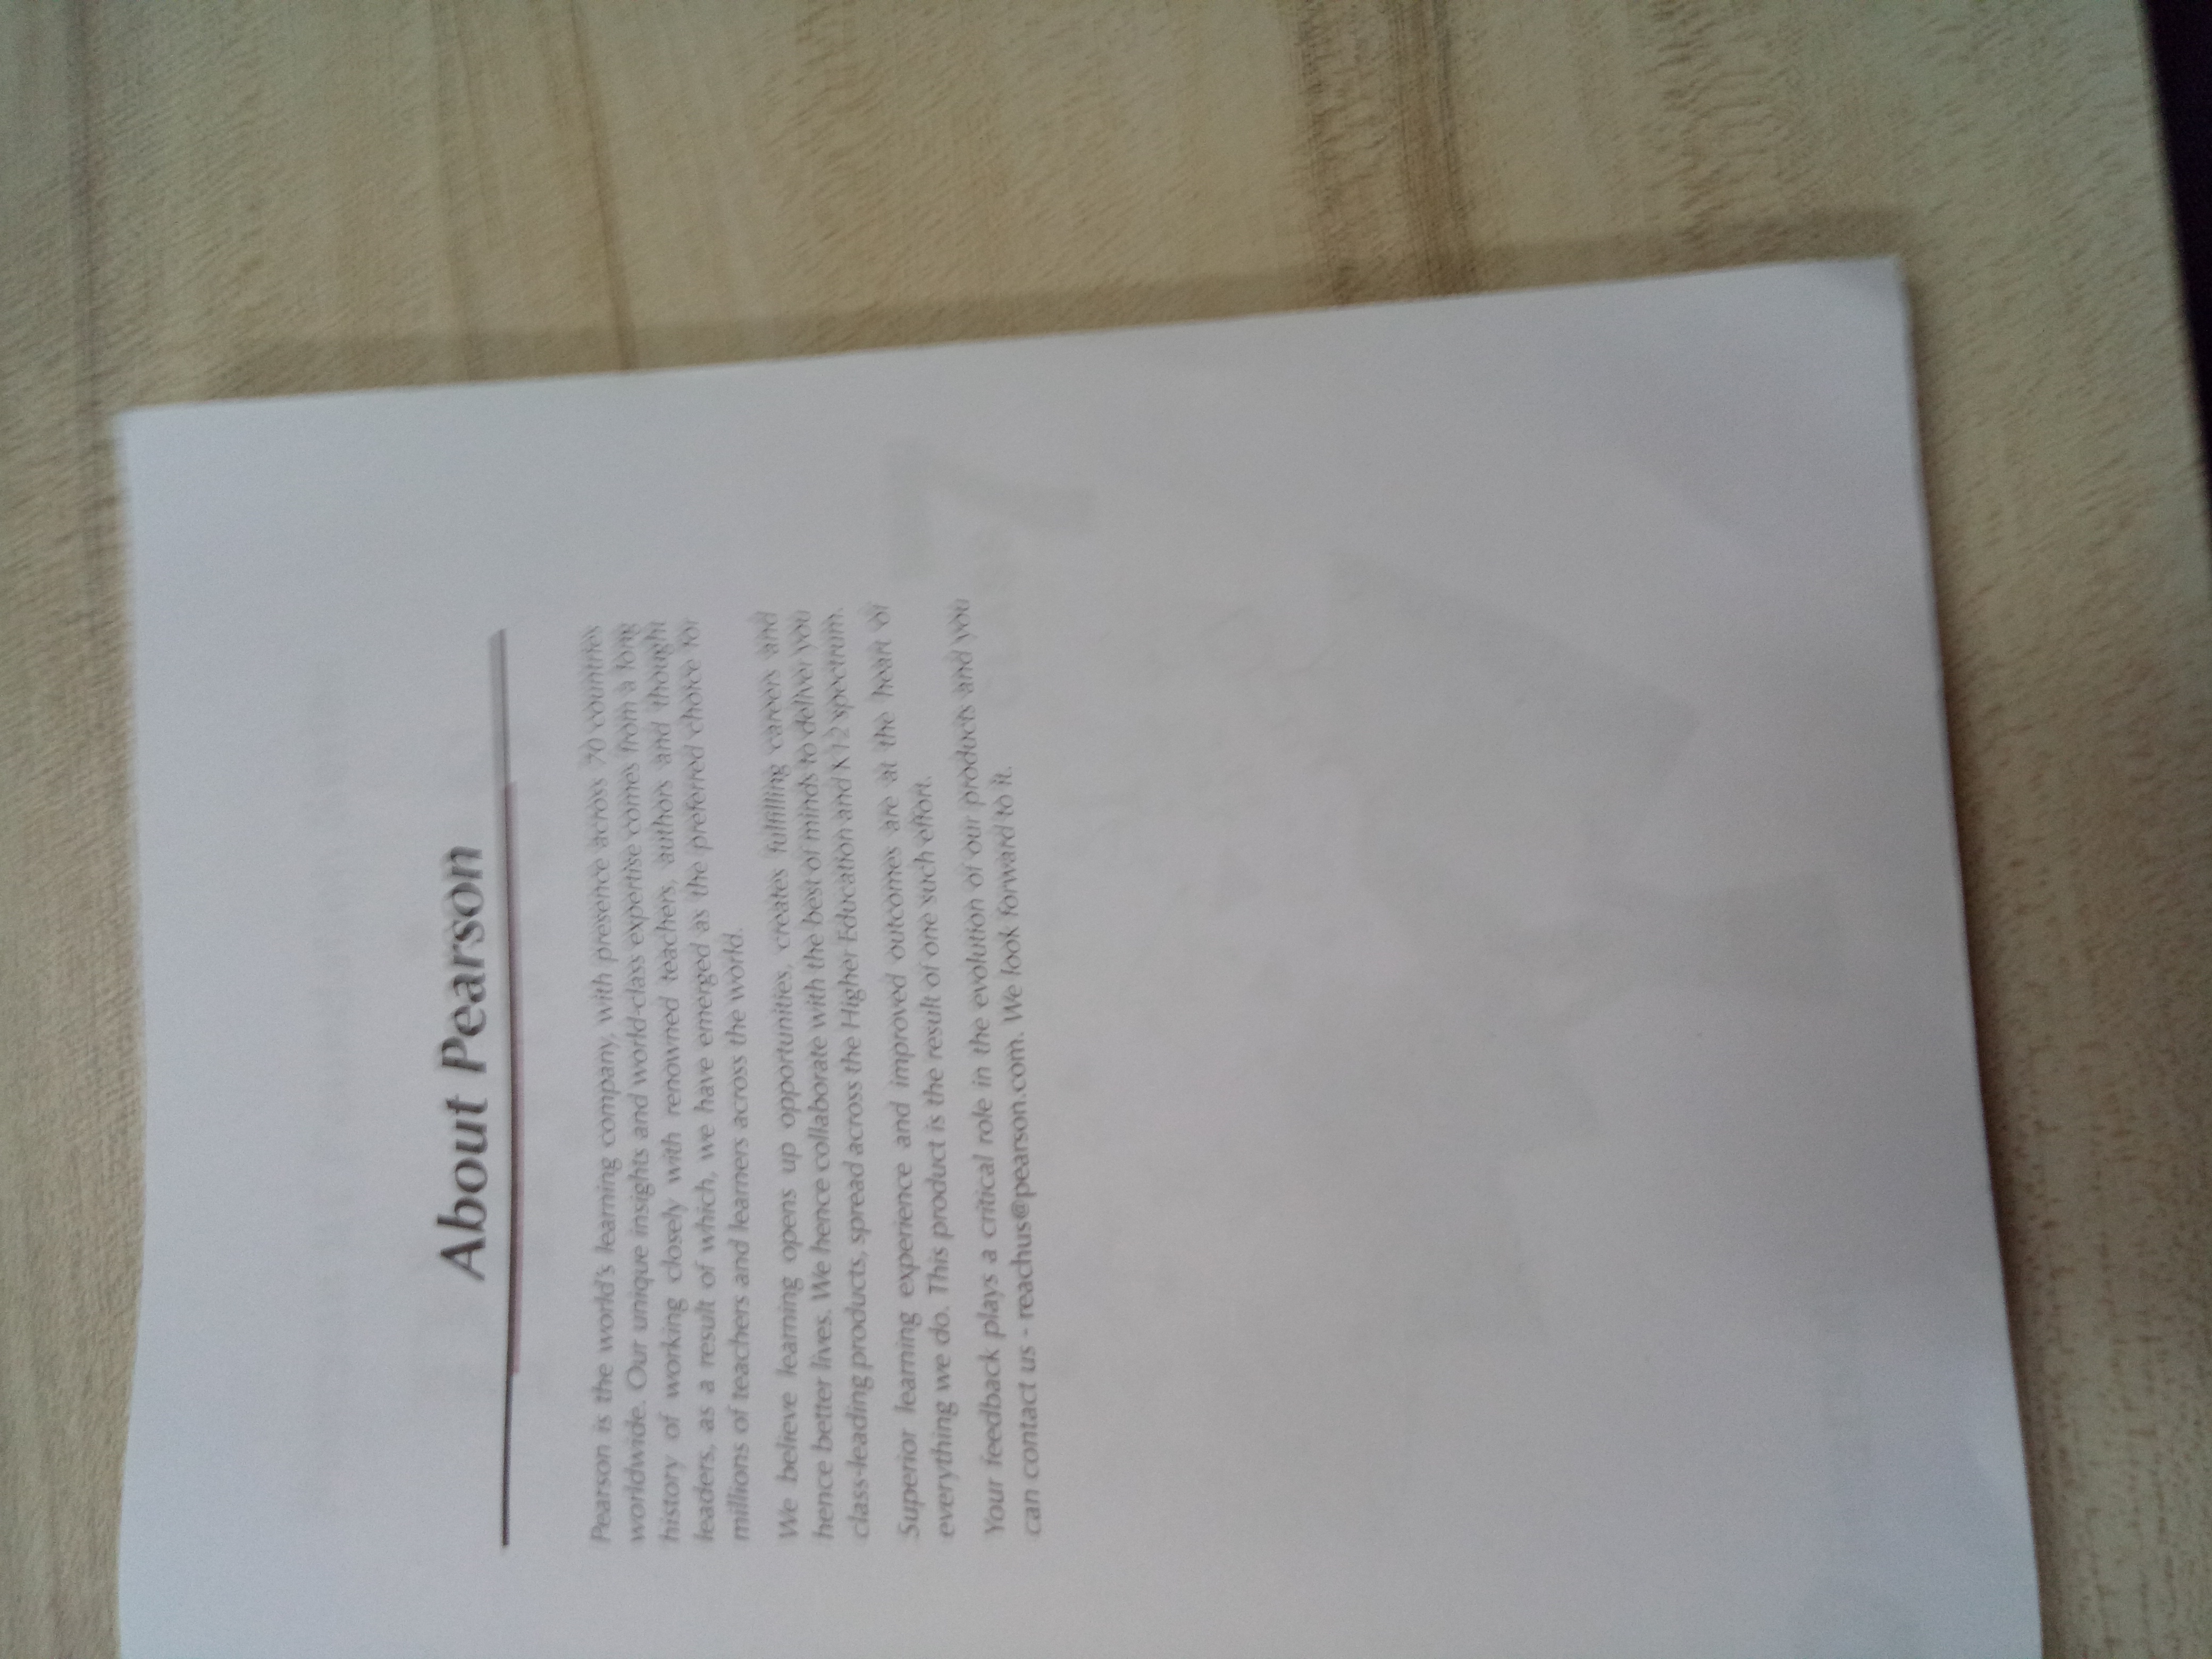 About Pearson
Pearson is the world's learning company, with presence across 70 countries
worldwide. Our unique insights and world-class expertise comes from a long
history of working closely with renowned teachers, authors and thought
leaders, as a result of which, we have emerged as the preferred choice for
millions of teachers and learners across the world.
We believe learning opens up opportunities, creates fulfilling careers and
hence better lives. We hence collaborate with the best of minds to deliver you
class-leading products, spread across the Higher Education and K12 spectrum.
Superior learning experience and improved outcomes are at the heart of
everything we do. This product is the result of one such effort.
Your feedback plays a critical role in the evolution of our products and you
can contact us - reachus@pearson.com. We look forward to it.